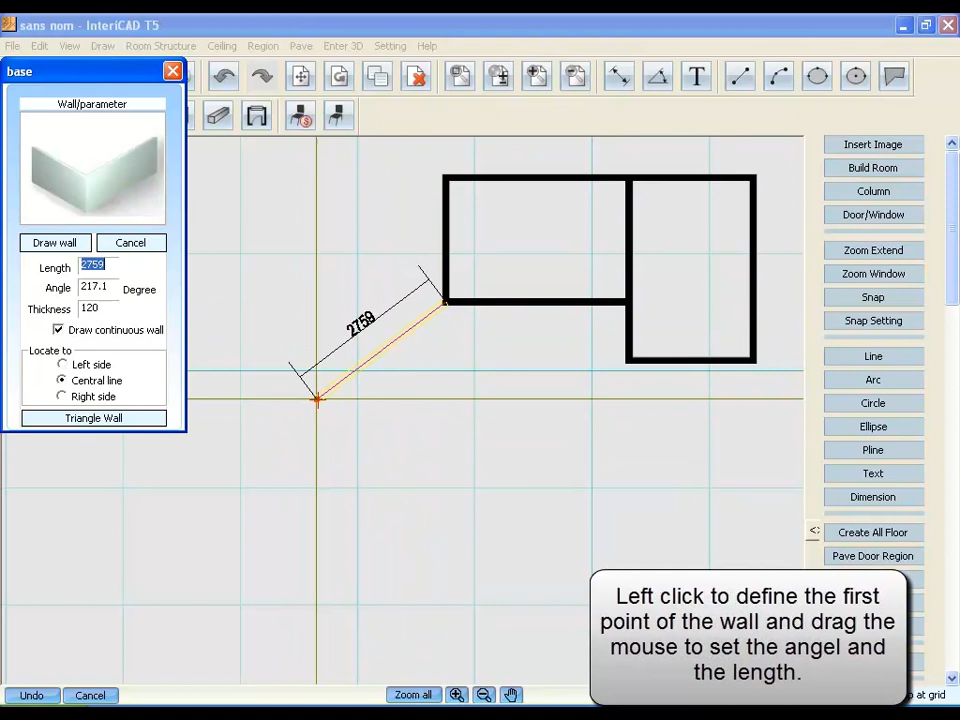 sans nom - InteriCAD T5
File Edit View Draw Room Structure Ceiling Region Pave Enter 3D Setting Help
base
Wall/parameter
Draw wall Cancel
Length 2759
Angle 217.1 Degree
Thickness 120
Draw continuous wall
Locate to
Left side
Central line
Right side
Triangle Wall
2759
Insert Image
Build Room
Column
Door/Window
Zoom Extend
Zoom Window
Snap
Snap Setting
Line
Arc
Circle
Ellipse
Pline
Text
Dimension
Create All Floor
Pave Door Region
Left click to define the first
point of the wall and drag the
mouse to set the angel and
the length.
Undo Cancel Zoom all
p at grid